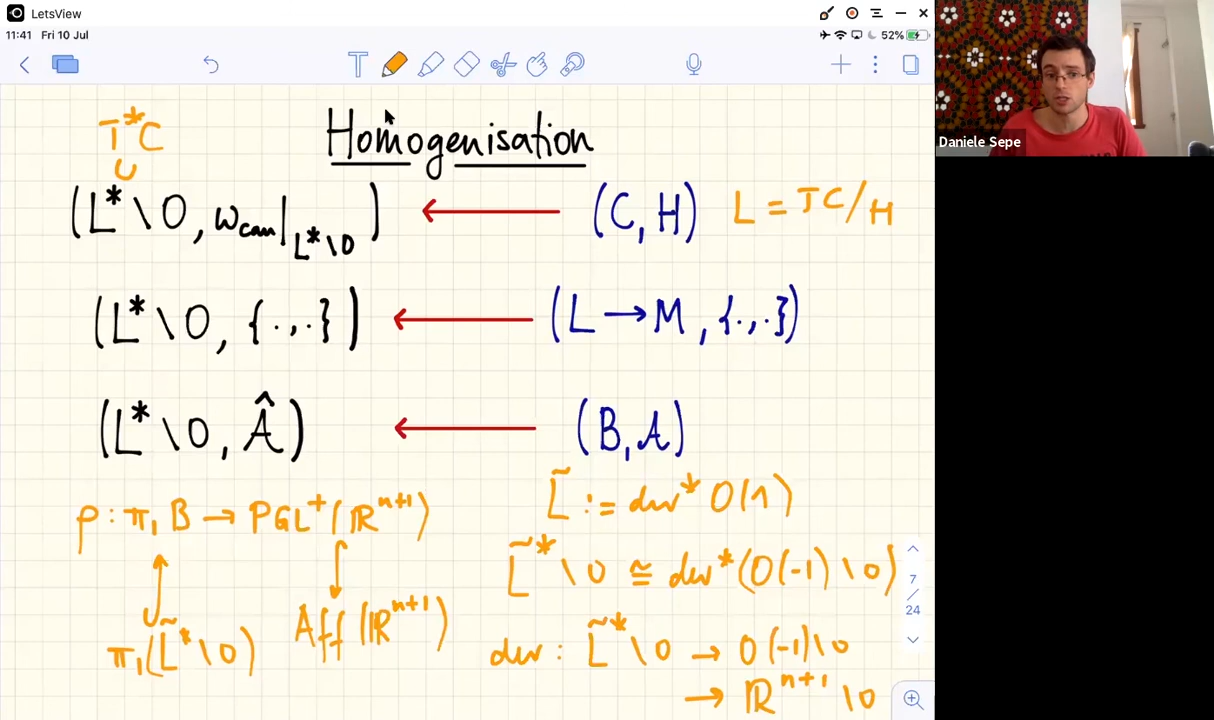 LetsView
11:41 Fri 10 Jul
52%
T
Daniele Sepe
Homogenisation
T*C
∪
(L* \ 0, ω_can|_{L*\0}) ← (C, H) L = TC/H
(L* \ 0, {.,.}) ← (L → M, {.,.})
(L* \ 0, Â) ← (B, A)
L̃ := dev* O(1)
ρ : π₁B → PGL⁺(ℝⁿ⁺¹)
L̃* \ 0 ≅ dev*(O(-1) \ 0)
Aff(ℝⁿ⁺¹)
π₁(L̃* \ 0)
dev : L̃* \ 0 → O(-1) \ 0
→ ℝⁿ⁺¹ \ 0
7
/
24